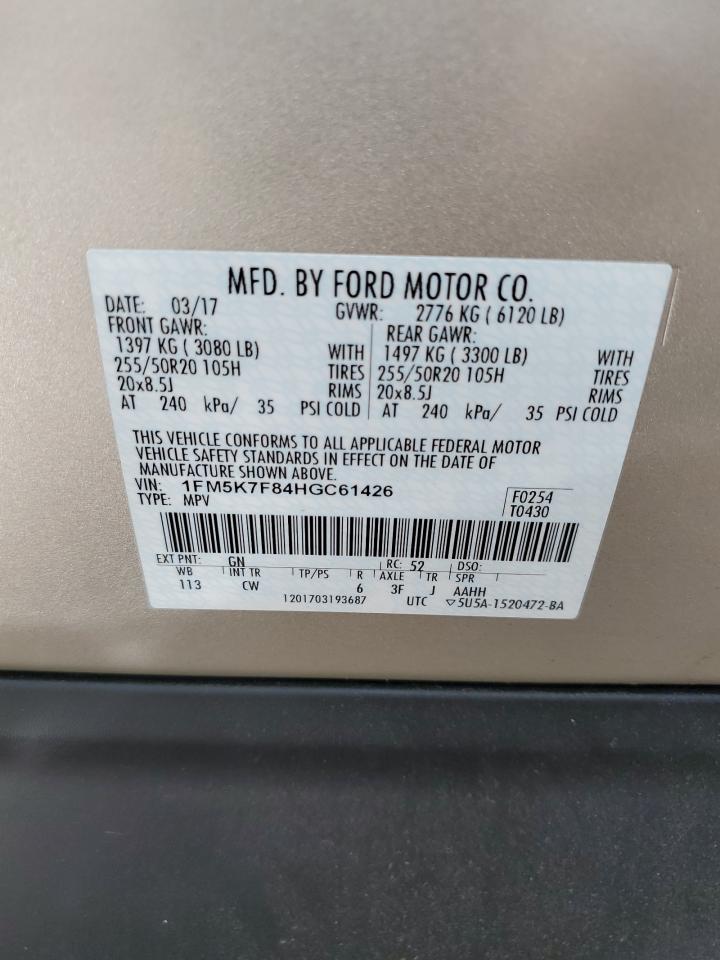 MFD. BY FORD MOTOR CO.
DATE: 03/17 GVWR: 2776 KG ( 6120 LB)
FRONT GAWR: REAR GAWR:
1397 KG ( 3080 LB) WITH 1497 KG ( 3300 LB) WITH
255/50R20 105H TIRES 255/50R20 105H TIRES
20x8.5J RIMS 20x8.5J RIMS
AT 240 kPa/ 35 PSI COLD AT 240 kPa/ 35 PSI COLD
THIS VEHICLE CONFORMS TO ALL APPLICABLE FEDERAL MOTOR
VEHICLE SAFETY STANDARDS IN EFFECT ON THE DATE OF
MANUFACTURE SHOWN ABOVE.
VIN: 1FM5K7F84HGC61426 F0254
TYPE: MPV T0430
EXT PNT: GN RC: 52 DSO:
WB INT TR TP/PS R AXLE TR SPR
113 CW 6 3F J AAHH
1201703193687 UTC ▽5U5A-1520472-BA